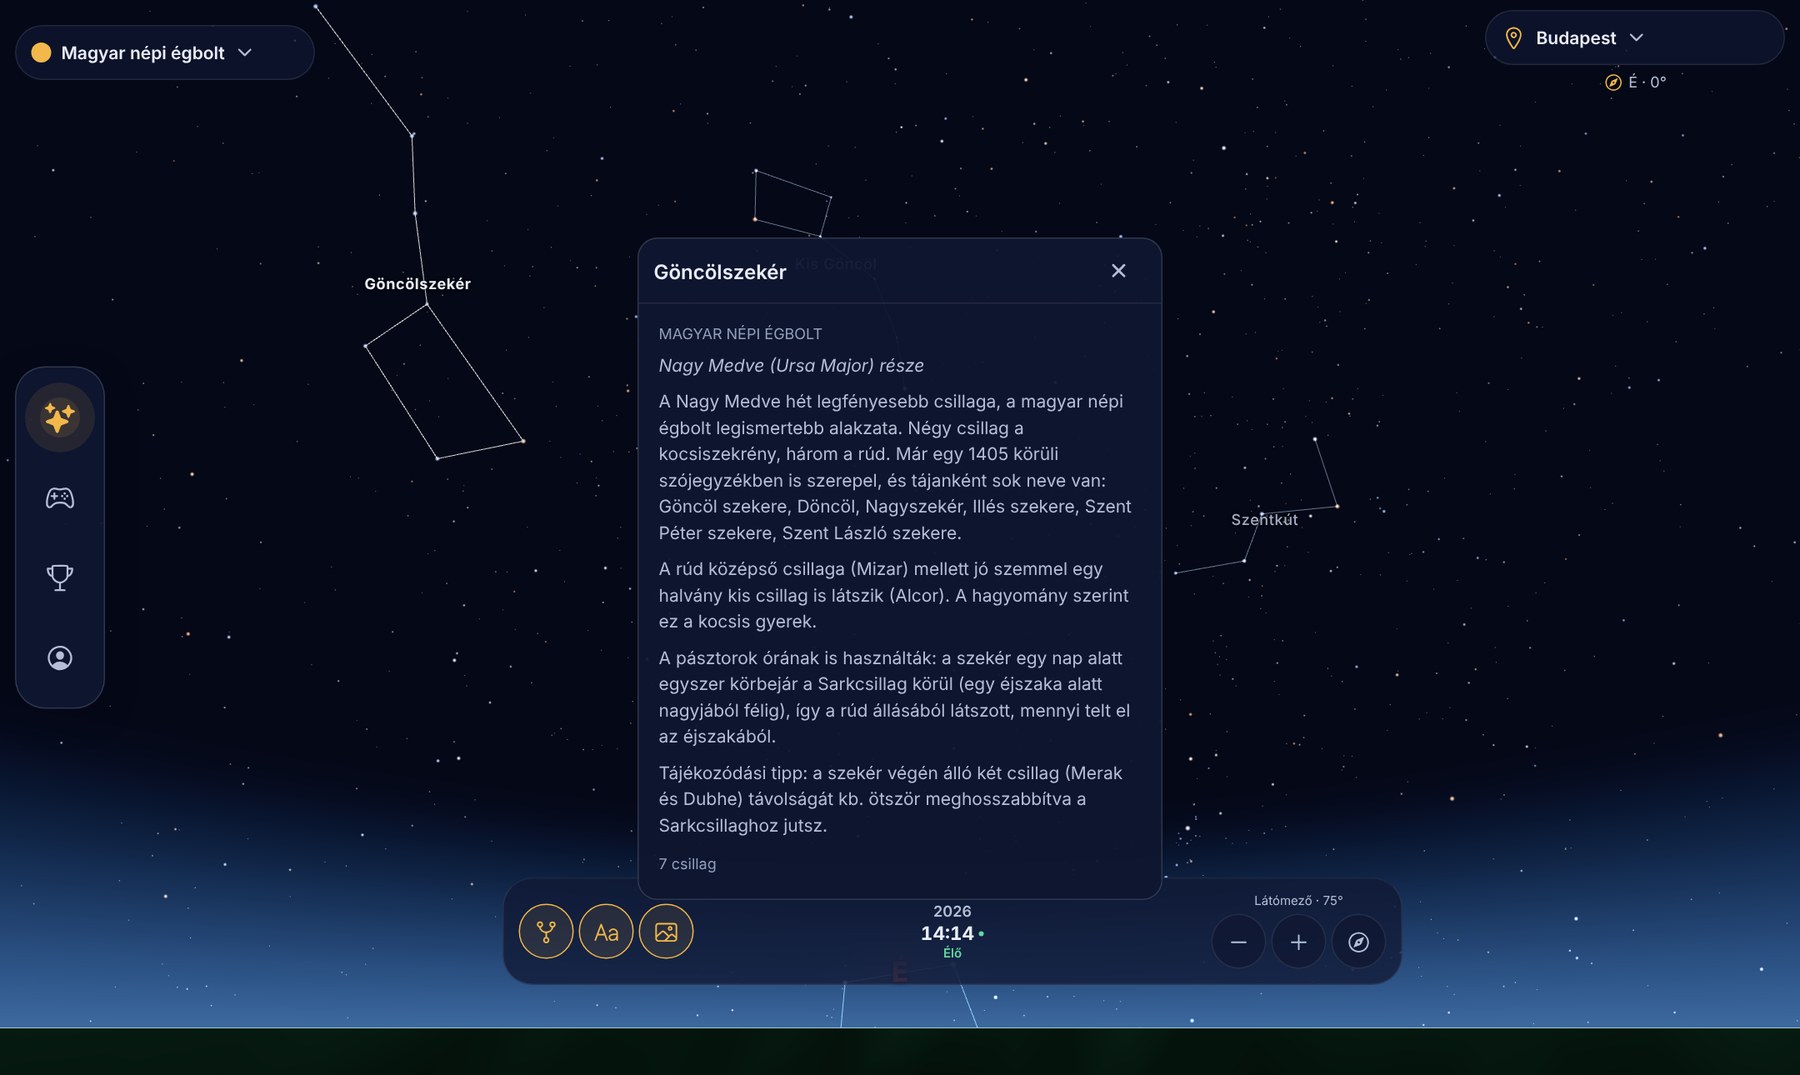 Magyar népi égbolt
Budapest
É · 0°
Göncölszekér
Kis Göncöl
Göncölszekér
MAGYAR NÉPI ÉGBOLT
Nagy Medve (Ursa Major) része
A Nagy Medve hét legfényesebb csillaga, a magyar népi
égbolt legismertebb alakzata. Négy csillag a
kocsiszekrény, három a rúd. Már egy 1405 körüli
szójegyzékben is szerepel, és tájanként sok neve van:
Göncöl szekere, Döncöl, Nagyszekér, Illés szekere, Szent
Péter szekere, Szent László szekere.
A rúd középső csillaga (Mizar) mellett jó szemmel egy
halvány kis csillag is látszik (Alcor). A hagyomány szerint
ez a kocsis gyerek.
A pásztorok órának is használták: a szekér egy nap alatt
egyszer körbejár a Sarkcsillag körül (egy éjszaka alatt
nagyjából félig), így a rúd állásából látszott, mennyi telt el
az éjszakából.
Tájékozódási tipp: a szekér végén álló két csillag (Merak
és Dubhe) távolságát kb. ötször meghosszabbítva a
Sarkcsillaghoz jutsz.
7 csillag
Szentkút
Aa
2026
14:14
Élő
É
Látómező · 75°